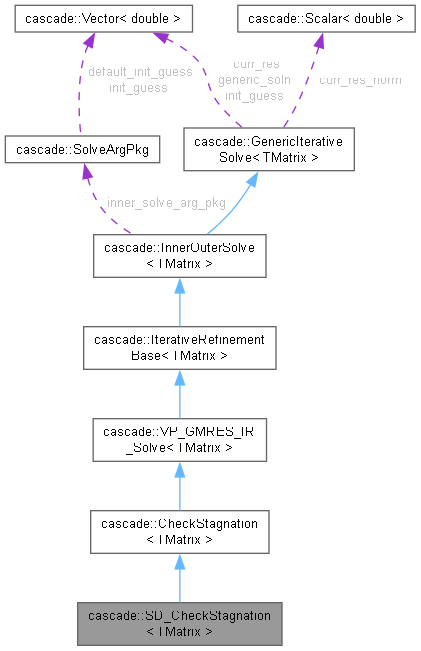 cascade::Vector< double >
cascade::Scalar< double >
default_init_guess
init_guess
curr_res
generic_soln
init_guess
curr_res_norm
cascade::SolveArgPkg
cascade::GenericIterative
Solve< TMatrix >
inner_solve_arg_pkg
cascade::InnerOuterSolve
< TMatrix >
cascade::IterativeRefinement
Base< TMatrix >
cascade::VP_GMRES_IR
_Solve< TMatrix >
cascade::CheckStagnation
< TMatrix >
cascade::SD_CheckStagnation
< TMatrix >